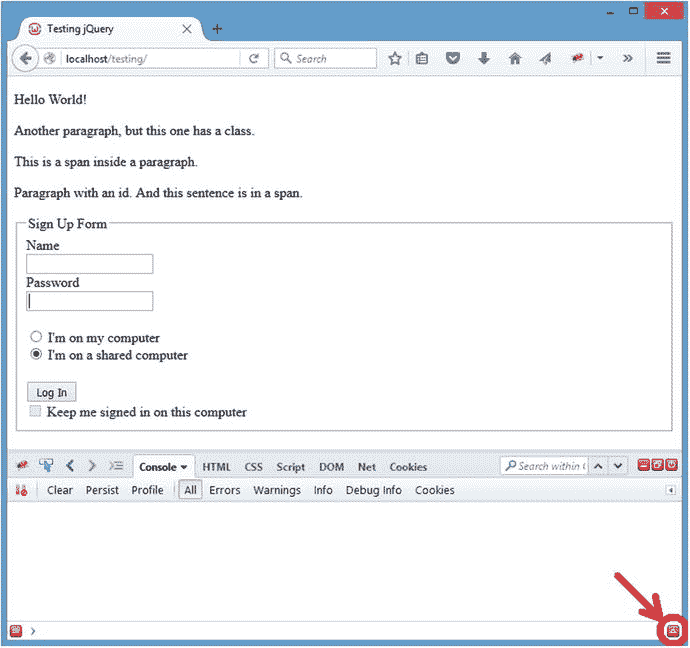 Testing jQuery
localhost/testing/
Search
Hello World!
Another paragraph, but this one has a class.
This is a span inside a paragraph.
Paragraph with an id. And this sentence is in a span.
Sign Up Form
Name
Password
I'm on my computer
I'm on a shared computer
Log In
Keep me signed in on this computer
Console HTML CSS Script DOM Net Cookies
Search within
Clear Persist Profile All Errors Warnings Info Debug Info Cookies